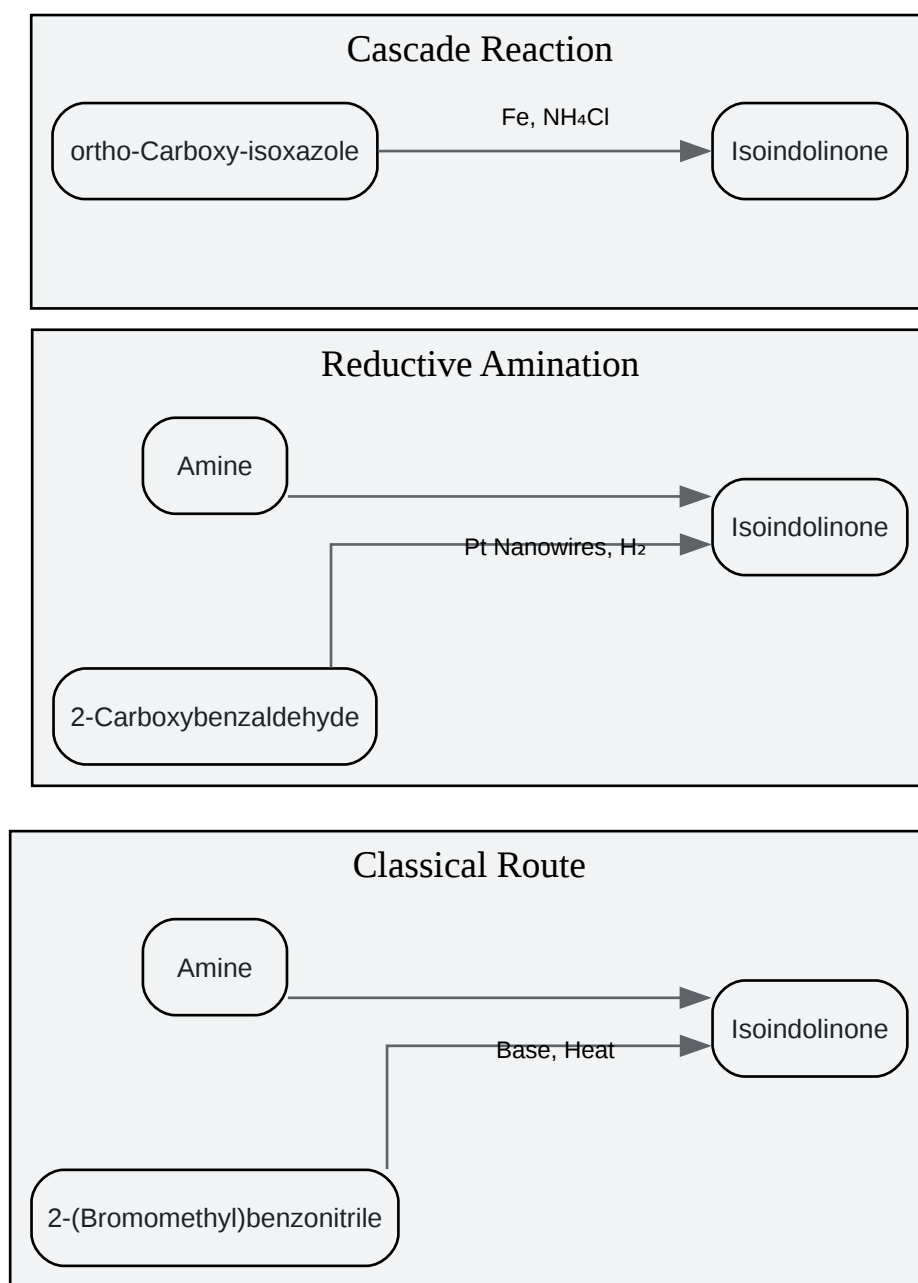 Cascade Reaction
Fe, NH₄Cl
ortho-Carboxy-isoxazole
Isoindolinone
Reductive Amination
Amine
Isoindolinone
Pt Nanowires, H₂
2-Carboxybenzaldehyde
Classical Route
Amine
Isoindolinone
Base, Heat
2-(Bromomethyl)benzonitrile